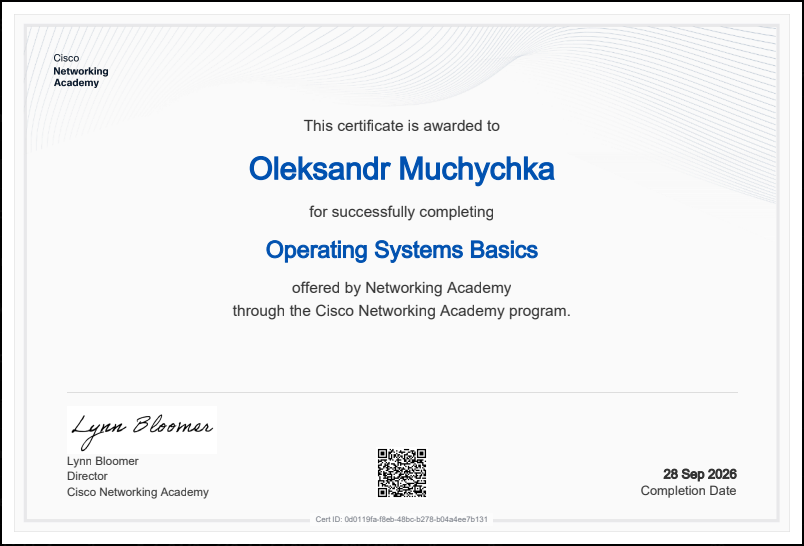 Cisco
Networking
Academy
This certificate is awarded to
Oleksandr Muchychka
for successfully completing
Operating Systems Basics
offered by Networking Academy
through the Cisco Networking Academy program.
Lynn Bloomer
Lynn Bloomer
Director
Cisco Networking Academy
28 Sep 2026
Completion Date
Cert ID: 0d0119fa-f8eb-48bc-b278-b04a4ee7b131